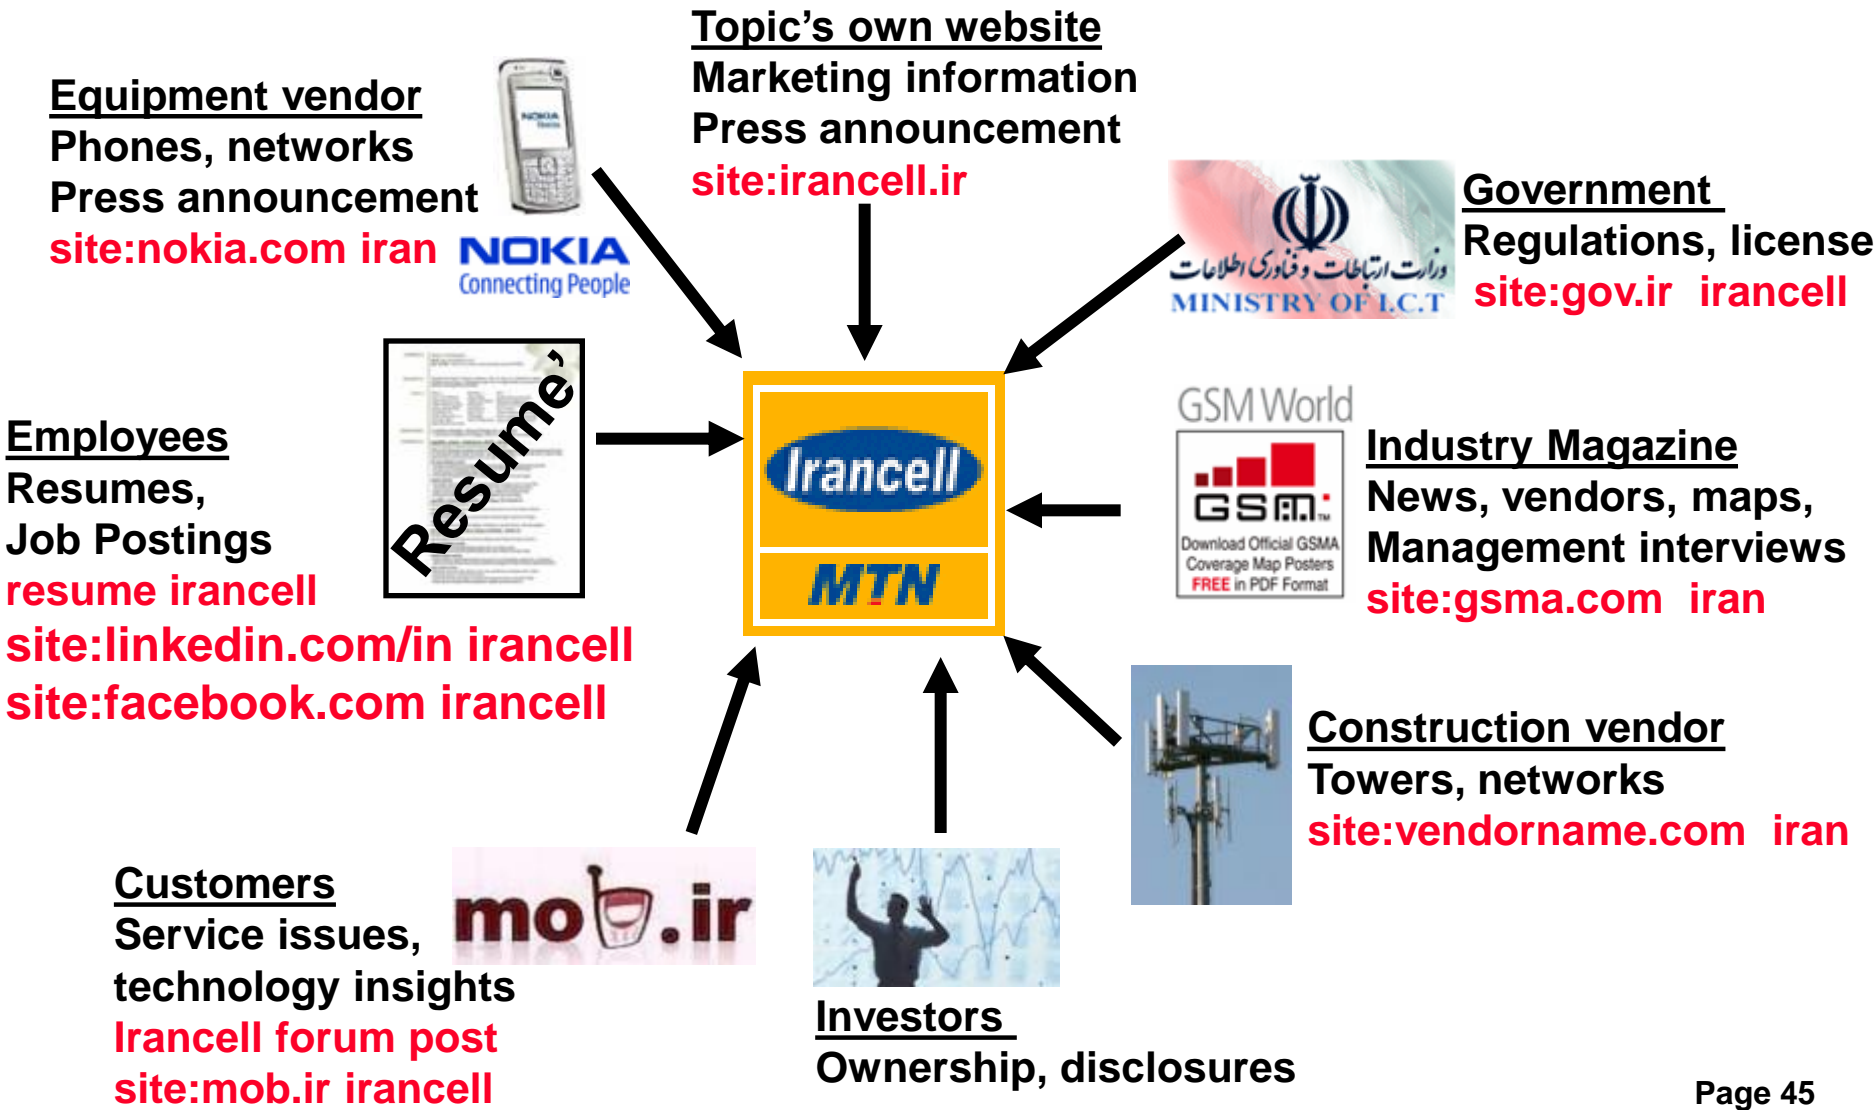 Topic's own website
Marketing information
Press announcement
site:irancell.ir
Equipment vendor
Phones, networks
Press announcement
site:nokia.com iran
NOKIA
NOKIA
Connecting People
وزارت ارتباطات و فناوری اطلاعات
MINISTRY OF I.C.T
Government
Regulations, license
site:gov.ir irancell
Employees
Resumes,
Job Postings
resume irancell
site:linkedin.com/in irancell
site:facebook.com irancell
Resume’
Irancell
MTN
GSM World
GSM™
Download Official GSMA
Coverage Map Posters
FREE in PDF Format
Industry Magazine
News, vendors, maps,
Management interviews
site:gsma.com iran
Construction vendor
Towers, networks
site:vendorname.com iran
Customers
Service issues,
technology insights
Irancell forum post
site:mob.ir irancell
mob.ir
Investors
Ownership, disclosures
Page 45